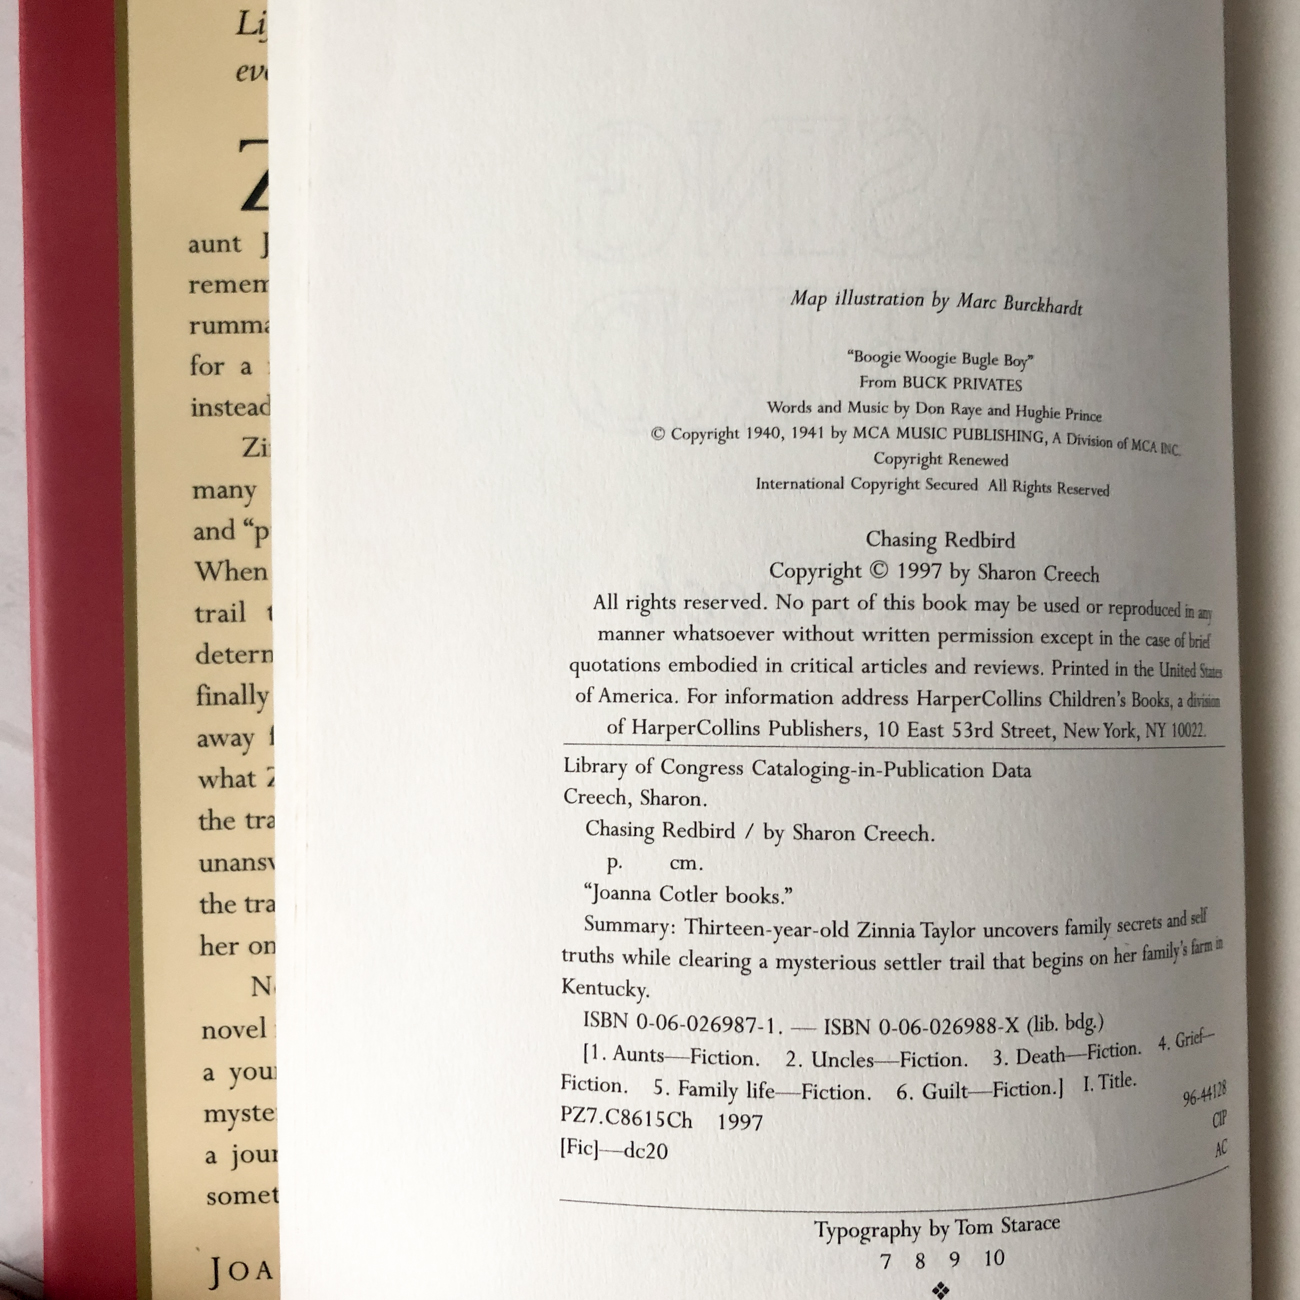 aunt
for a
instead
many
and
When
trail
finally
away
what
the
the
her
novel
a
a
Map illustration by Marc Burckhardt
“Boogie Woogie Bugle Boy”
From BUCK PRIVATES
Words and Music by Don Raye and Hughie Prince
© Copyright 1940, 1941 by MCA MUSIC PUBLISHING, A Division of MCA INC.
Copyright Renewed
International Copyright Secured All Rights Reserved
Chasing Redbird
Copyright © 1997 by Sharon Creech
All rights reserved. No part of this book may be used or reproduced in any
manner whatsoever without written permission except in the case of brief
quotations embodied in critical articles and reviews. Printed in the United States
of America. For information address HarperCollins Children’s Books, a division
of HarperCollins Publishers, 10 East 53rd Street, New York, NY 10022.
Library of Congress Cataloging-in-Publication Data
Creech, Sharon.
Chasing Redbird / by Sharon Creech.
p. cm.
“Joanna Cotler books.”
Summary: Thirteen-year-old Zinnia Taylor uncovers family secrets and self
truths while clearing a mysterious settler trail that begins on her family’s farm in
Kentucky.
ISBN 0-06-026987-1. — ISBN 0-06-026988-X (lib. bdg.)
[1. Aunts—Fiction. 2. Uncles—Fiction. 3. Death—Fiction. 4. Grief—
Fiction. 5. Family life—Fiction. 6. Guilt—Fiction.] I. Title.
PZ7.C8615Ch 1997 96-44128
[Fic]—dc20 CIP
AC
Typography by Tom Starace
7 8 9 10
❖